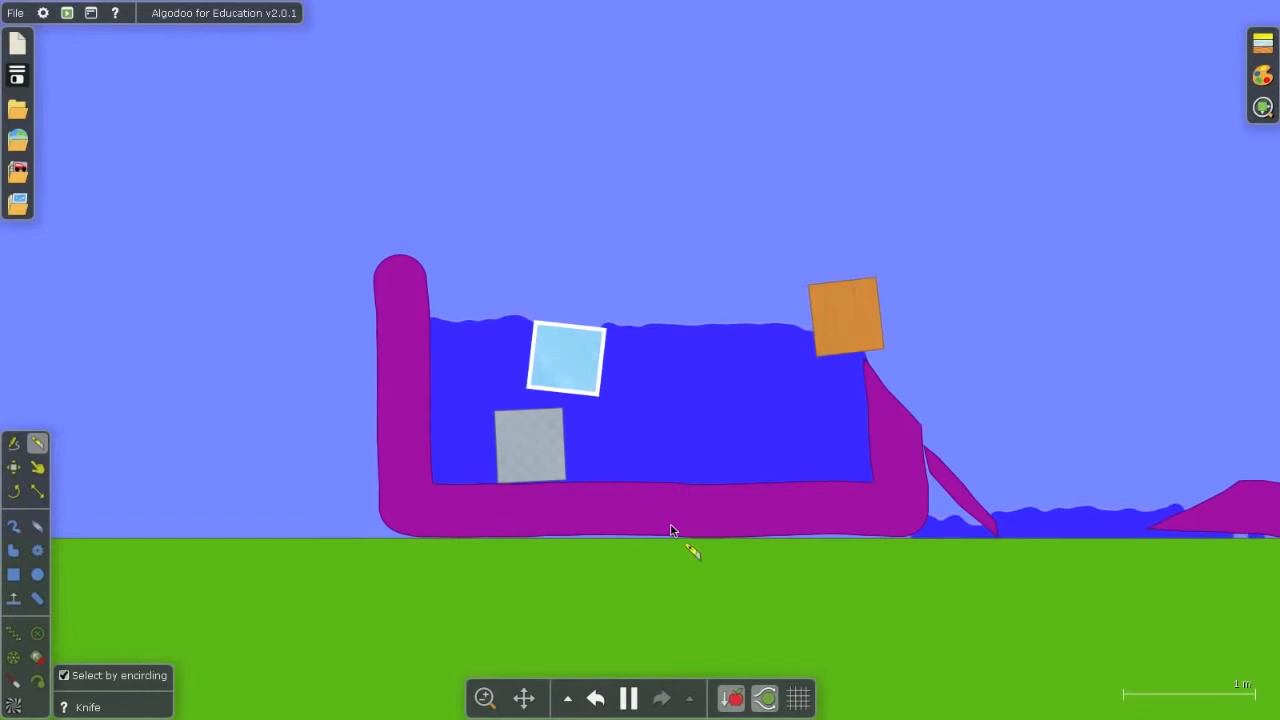 File ? Algodoo for Education v2.0.1
Select by encircling
? Knife
1 m